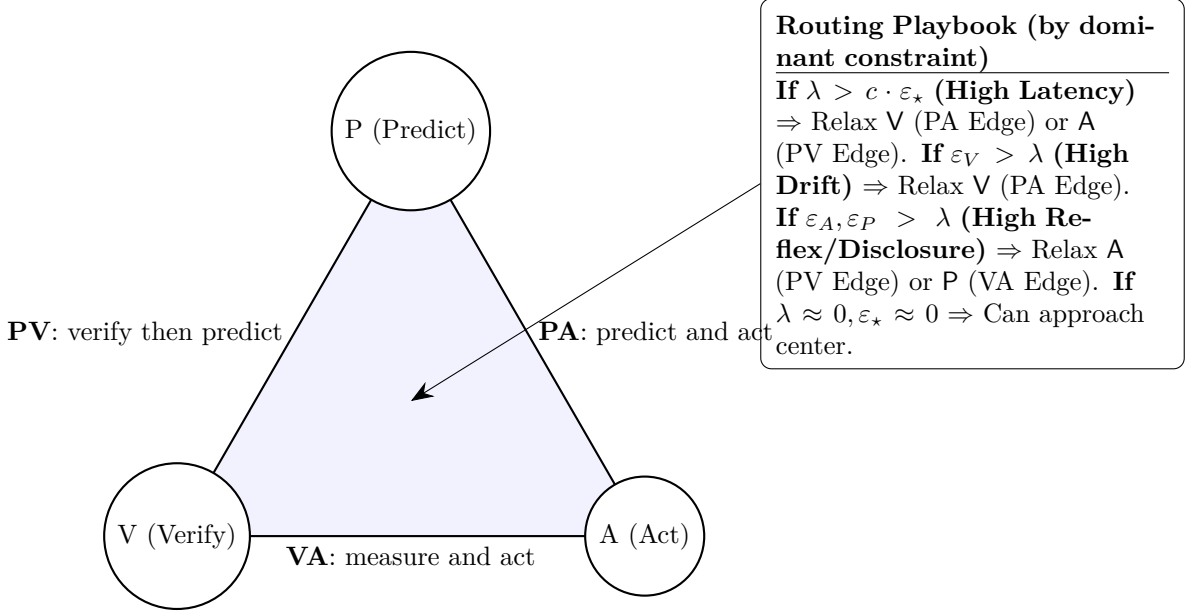 Routing Playbook (by domi-
nant constraint)
If λ > c · ε⋆ (High Latency)
⇒ Relax V (PA Edge) or A
(PV Edge). If εV > λ (High
Drift) ⇒ Relax V (PA Edge).
If εA, εP > λ (High Re-
flex/Disclosure) ⇒ Relax A
(PV Edge) or P (VA Edge). If
λ ≈ 0, ε⋆ ≈ 0 ⇒ Can approach
center.
P (Predict)
PV: verify then predict
PA: predict and act
V (Verify)
A (Act)
VA: measure and act